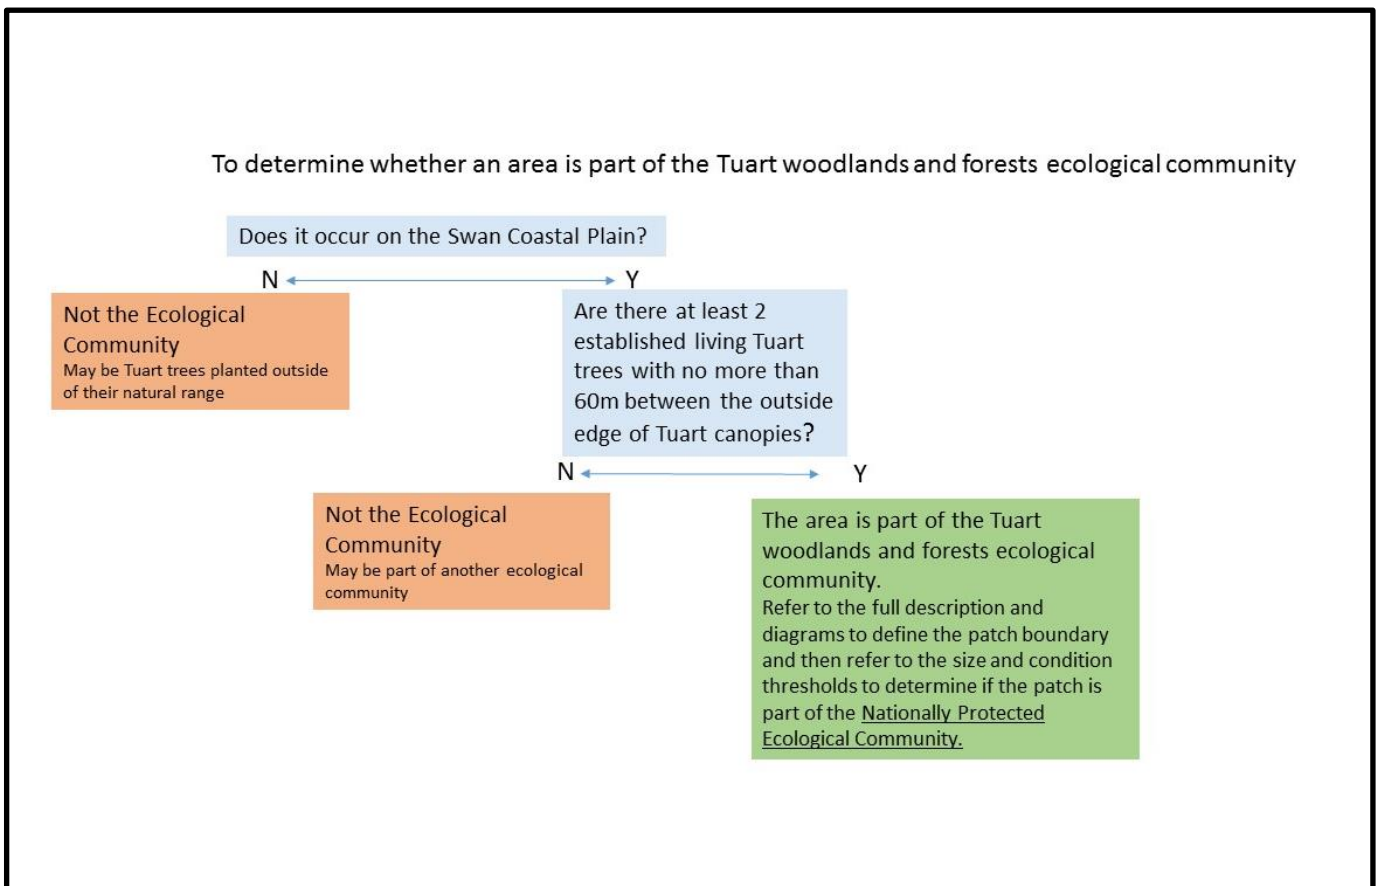 To determine whether an area is part of the Tuart woodlands and forests ecological community
Does it occur on the Swan Coastal Plain?
N
Y
Not the Ecological
Community
May be Tuart trees planted outside
of their natural range
Are there at least 2
established living Tuart
trees with no more than
60m between the outside
edge of Tuart canopies?
N
Y
Not the Ecological
Community
May be part of another ecological
community
The area is part of the Tuart
woodlands and forests ecological
community.
Refer to the full description and
diagrams to define the patch boundary
and then refer to the size and condition
thresholds to determine if the patch is
part of the Nationally Protected
Ecological Community.